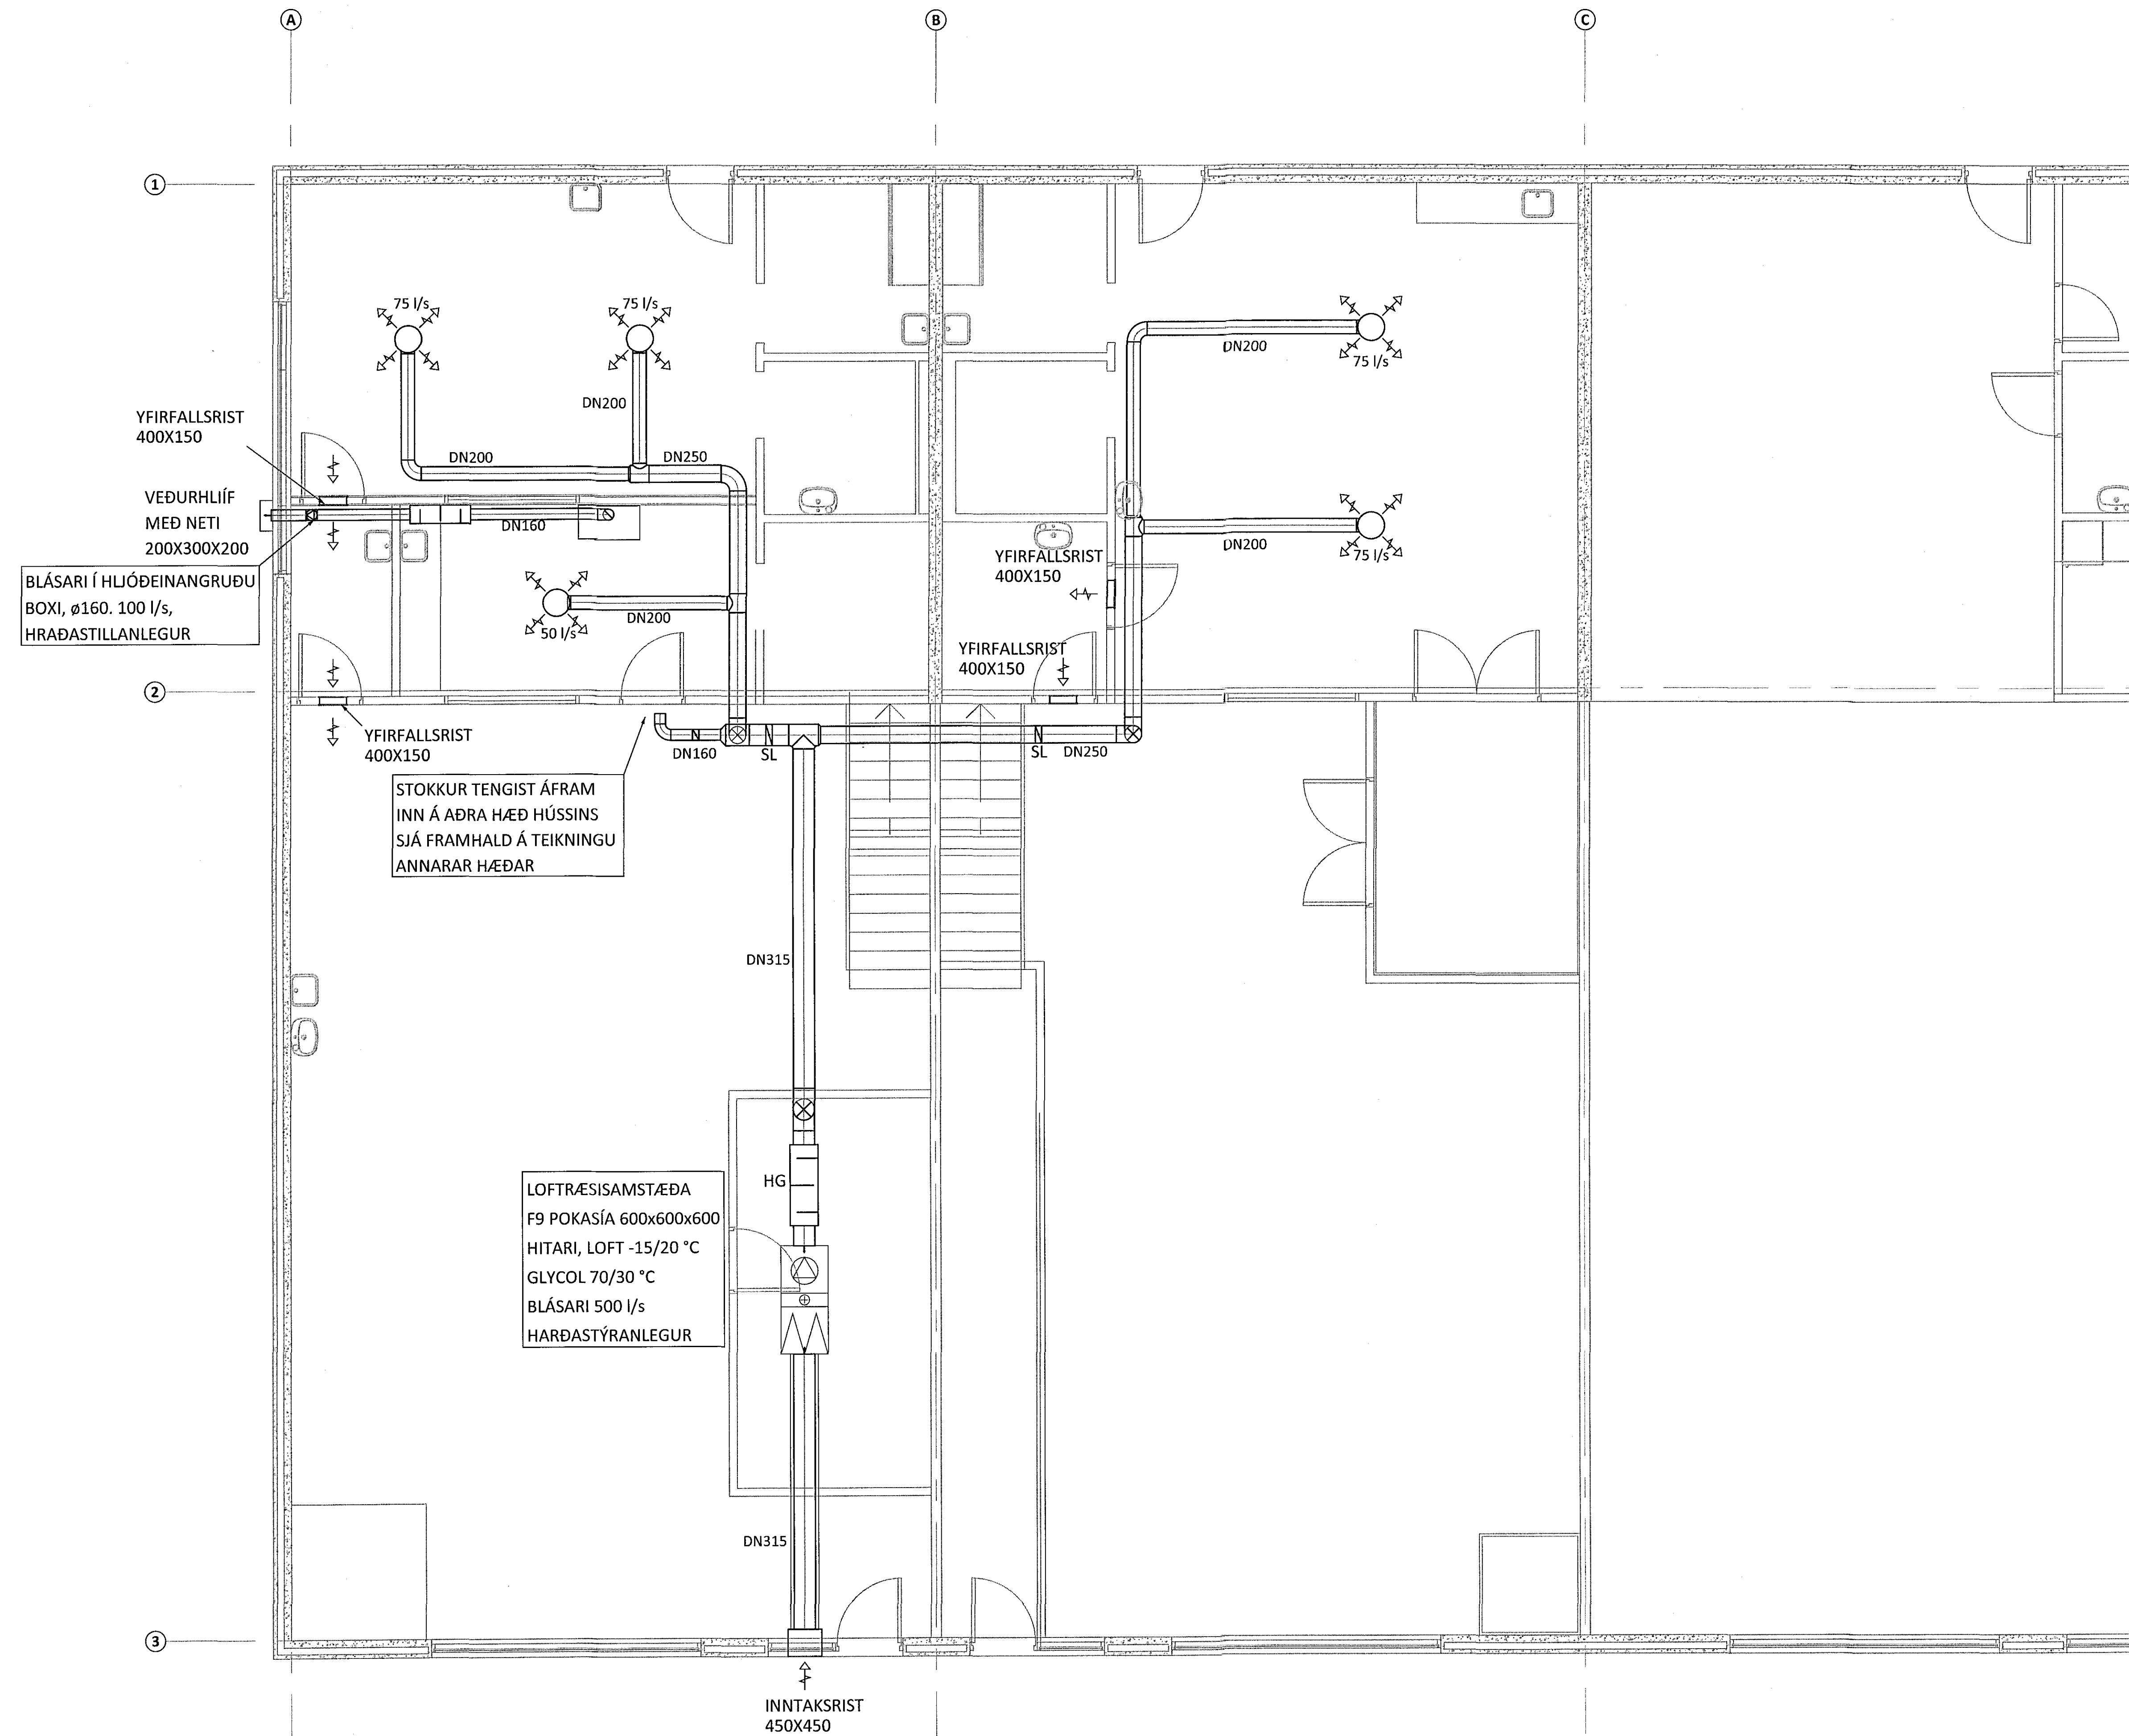 A
B
C
1
75 l/s
75 l/s
DN200
75 l/s
DN200
YFIRFALLSRIST
400X150
DN200
DN250
VEÐURHLIÍF
MEÐ NETI
200X300X200
DN160
DN200
75 l/s
BLÁSARI Í HLJÓÐEINANGRUÐU
BOXI, ø160. 100 l/s,
HRAÐASTILLANLEGUR
YFIRFALLSRIST
400X150
DN200
50 l/s
YFIRFALLSRIST
400X150
2
YFIRFALLSRIST
400X150
DN160
SL
SL
DN250
STOKKUR TENGIST ÁFRAM
INN Á AÐRA HÆÐ HÚSSINS
SJÁ FRAMHALD Á TEIKNINGU
ANNARAR HÆÐAR
DN315
HG
LOFTRÆSISAMSTÆÐA
F9 POKASÍA 600x600x600
HITARI, LOFT -15/20 °C
GLYCOL 70/30 °C
BLÁSARI 500 l/s
HARÐASTÝRANLEGUR
DN315
3
INNTAKSRIST
450X450